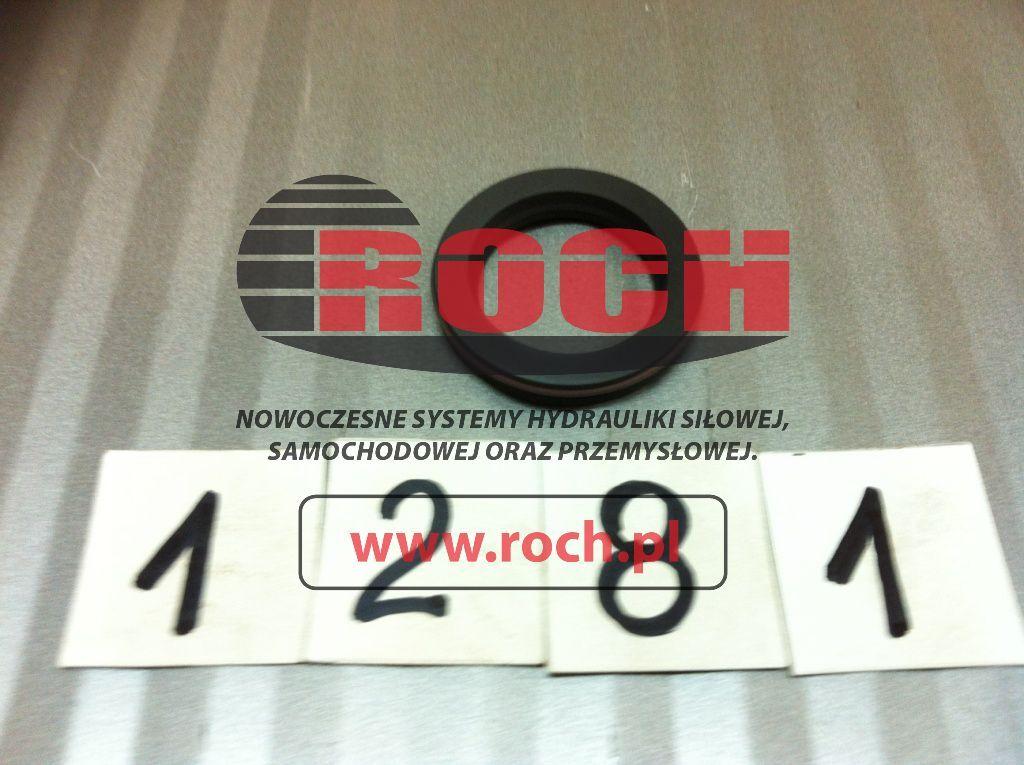 ROCH
NOWOCZESNE SYSTEMY HYDRAULIKI SIŁOWEJ,
SAMOCHODOWEJ ORAZ PRZEMYSŁOWEJ.
www.roch.pl
1 2 8 1